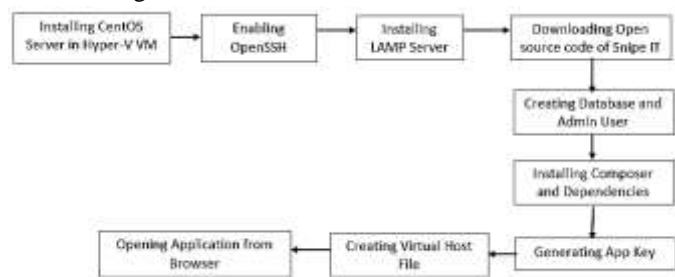 Installing CentOS
Server in Hyper-V VM
Enabling
OpenSSH
Installing
LAMP Server
Downloading Open
source code of Snipe IT
Creating Database and
Admin User
Installing Composer
and Dependencies
Generating App Key
Creating Virtual Host
File
Opening Application from
Browser